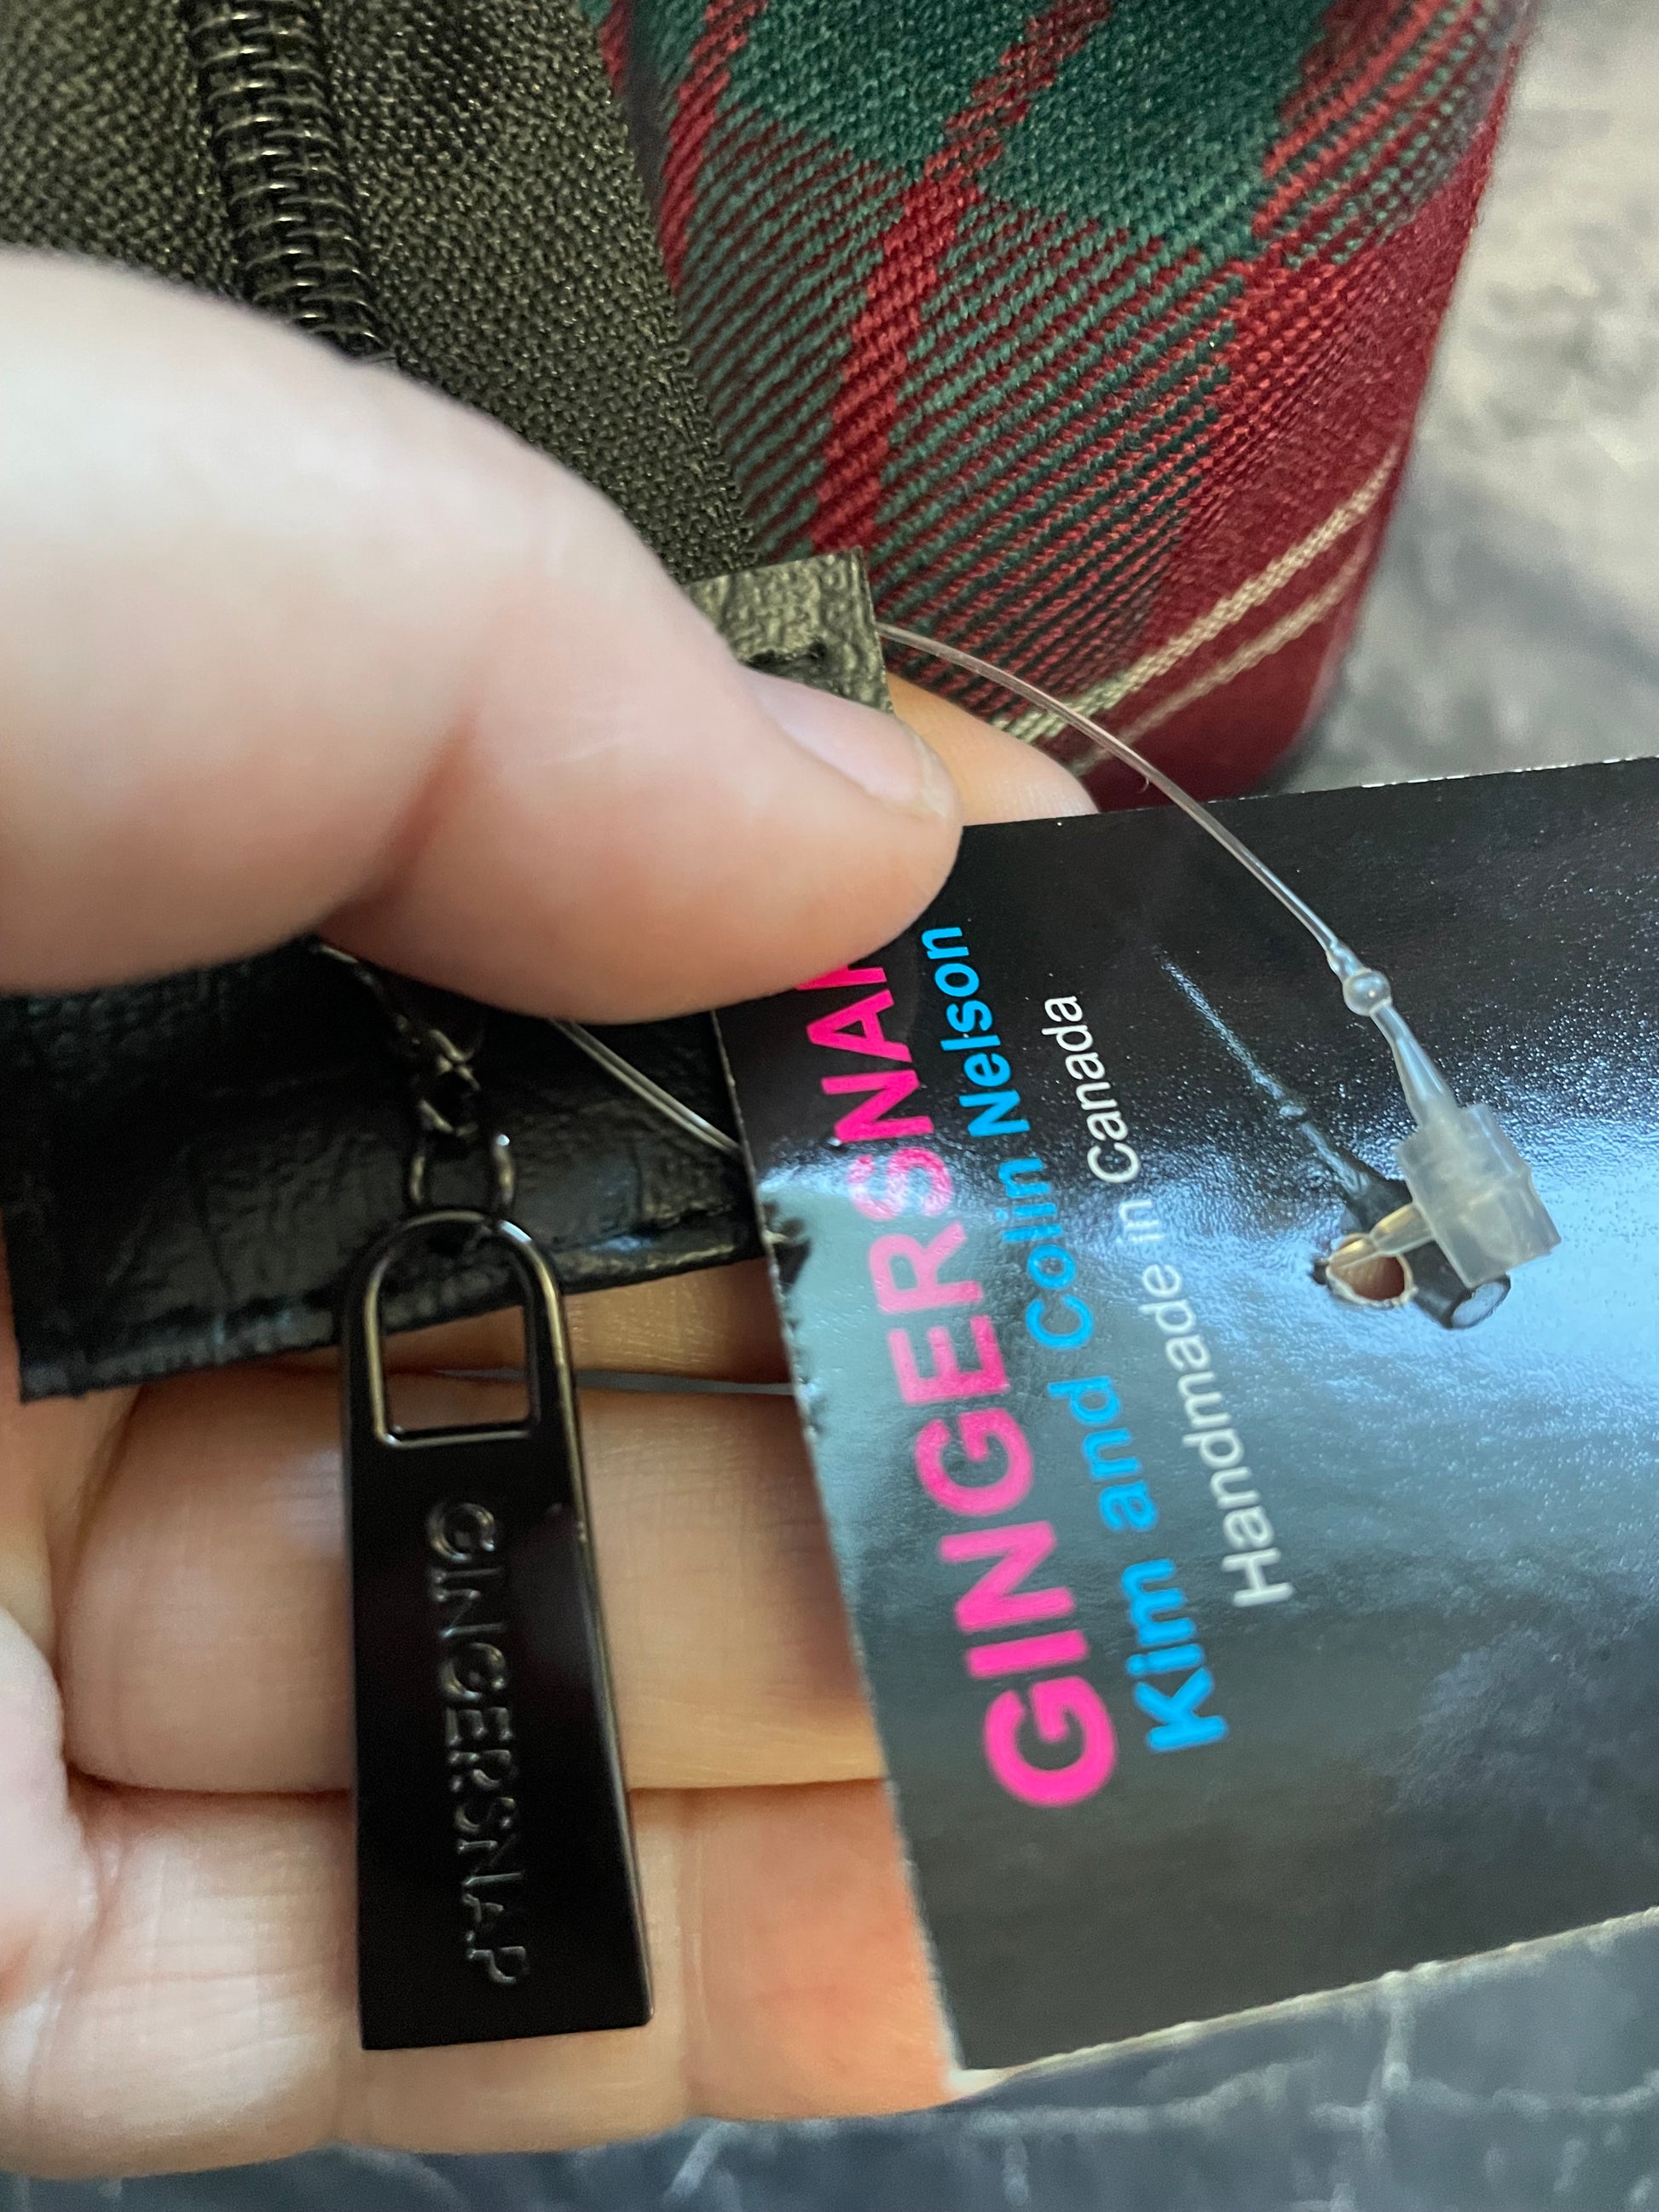 GINGERSNAP
GINGERSNA
Kim and Colin Nelson
Handmade in Canada